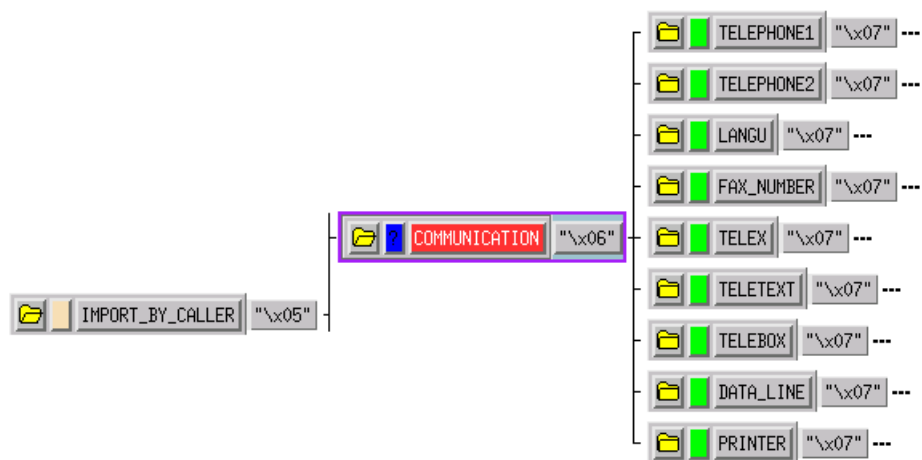 TELEPHONE1 "\x07" ---
TELEPHONE2 "\x07" ---
LANGU "\x07" ---
FAX_NUMBER "\x07" ---
? COMMUNICATION "\x06"
TELEX "\x07" ---
TELETEXT "\x07" ---
IMPORT_BY_CALLER "\x05"
TELEBOX "\x07" ---
DATA_LINE "\x07" ---
PRINTER "\x07" ---